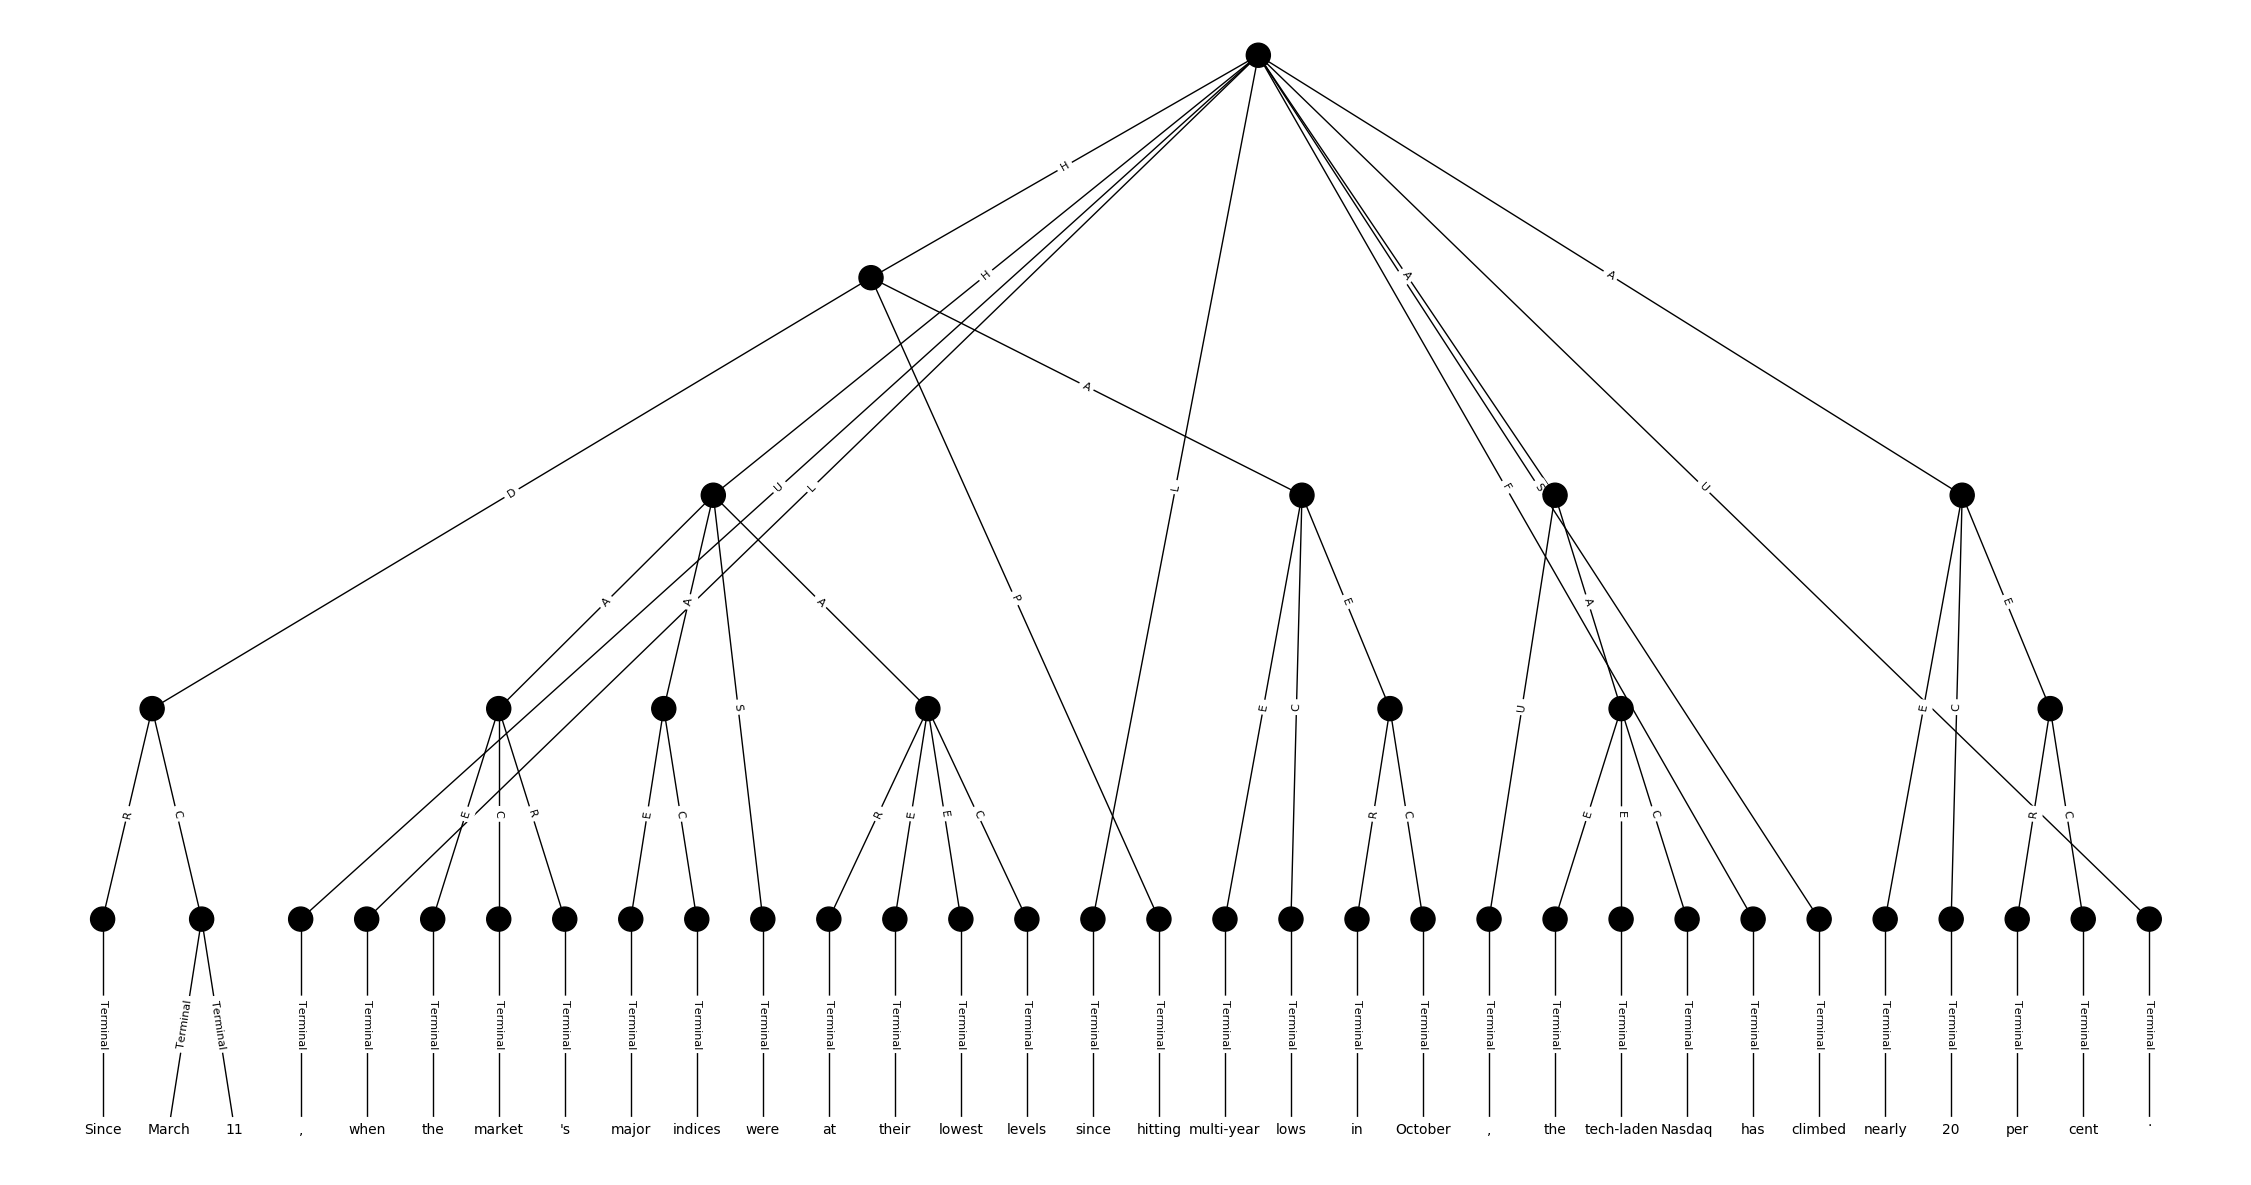 H
H
A
A
A
D
U
L
L
F
S
U
A
A
A
P
E
A
E
S
E
C
U
E
C
R
C
E
C
R
E
C
R
E
E
C
R
C
E
E
C
R
C
Terminal Terminal Terminal Terminal Terminal Terminal Terminal Terminal Terminal Terminal Terminal Terminal Terminal Terminal Terminal Terminal Terminal Terminal Terminal Terminal Terminal Terminal Terminal Terminal Terminal Terminal Terminal Terminal Terminal Terminal Terminal Terminal
Since March 11 , when the market 's major indices were at their lowest levels since hitting multi-year lows in October , the tech-laden Nasdaq has climbed nearly 20 per cent .